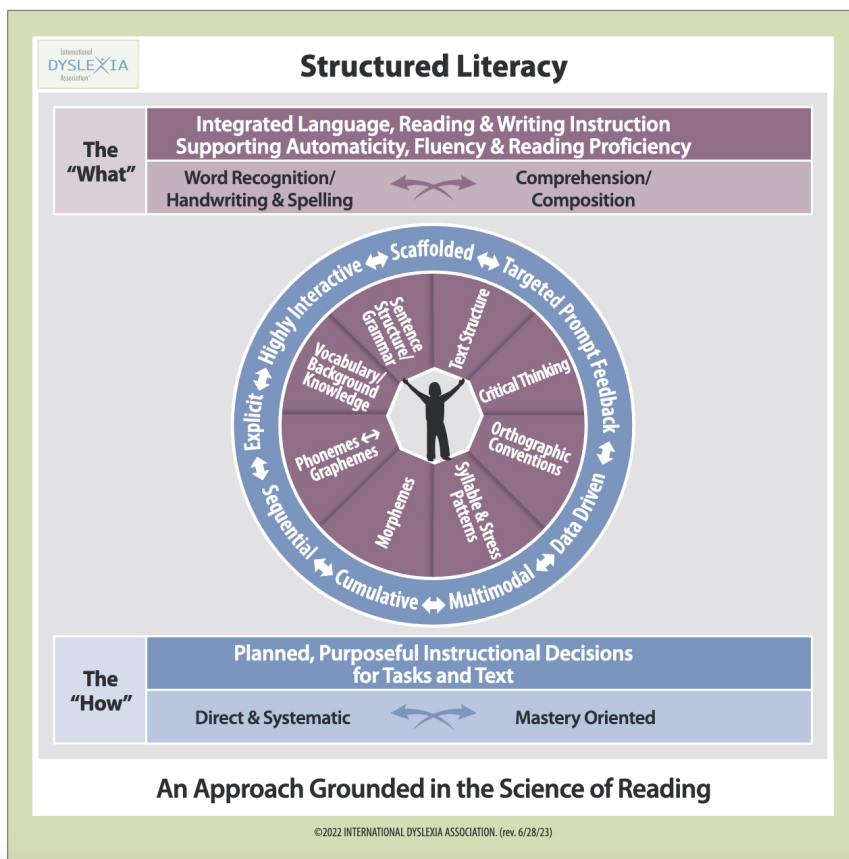 International
DYSLEXIA
Association
Structured Literacy
The
"What"
Integrated Language, Reading & Writing Instruction
Supporting Automaticity, Fluency & Reading Proficiency
Word Recognition/
Handwriting & Spelling
Comprehension/
Composition
Scaffolded
Targeted Prompt Feedback
Data Driven
Multimodal
Cumulative
Sequential
Explicit
Highly Interactive
Text Structure
Critical Thinking
Orthographic
Conventions
Syllable & Stress
Patterns
Morphemes
Phonemes ↔
Graphemes
Vocabulary/
Background
Knowledge
Sentence
Structure/
Grammar
The
"How"
Planned, Purposeful Instructional Decisions
for Tasks and Text
Direct & Systematic
Mastery Oriented
An Approach Grounded in the Science of Reading
©2022 INTERNATIONAL DYSLEXIA ASSOCIATION. (rev. 6/28/23)